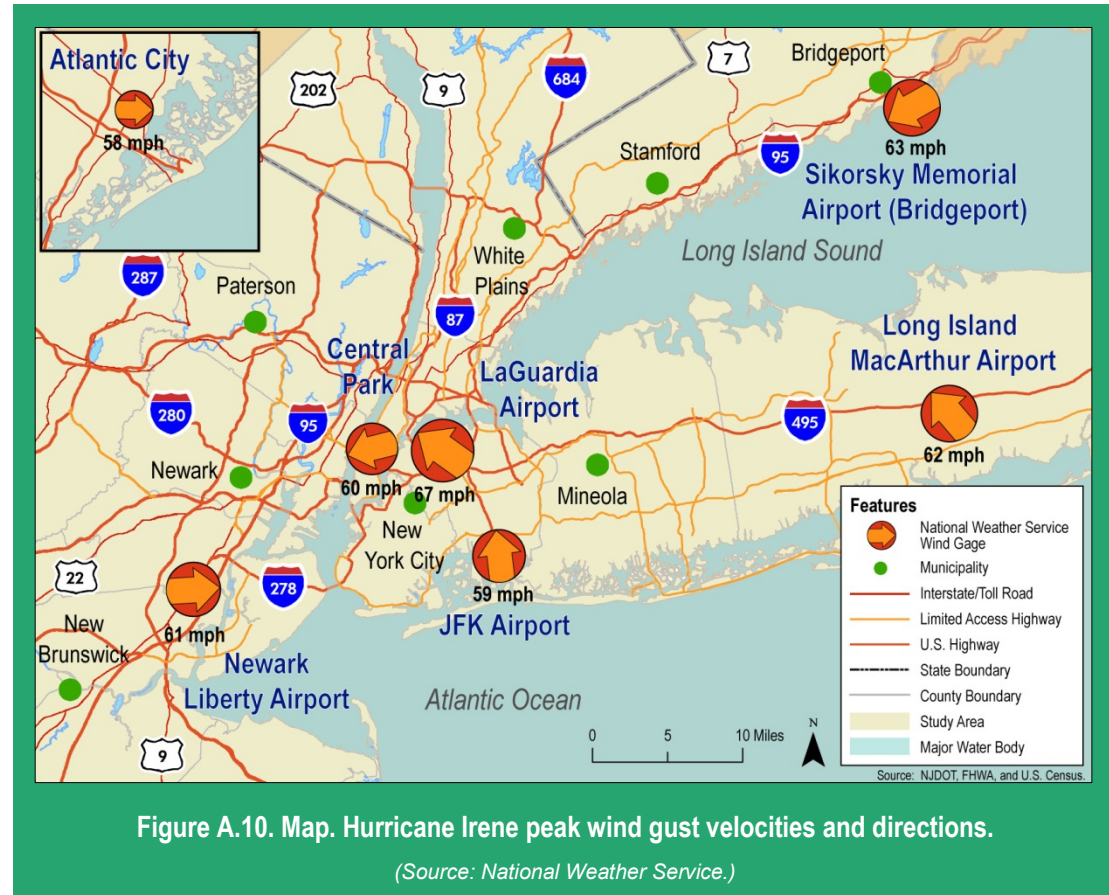 Atlantic City
58 mph
202
9
684
7
Bridgeport
63 mph
Sikorsky Memorial
Airport (Bridgeport)
95
Stamford
Long Island Sound
White
Plains
287
Paterson
87
Central
Park
LaGuardia
Airport
Long Island
MacArthur Airport
280
95
495
62 mph
Newark
60 mph
67 mph
Mineola
New
York City
22
278
59 mph
JFK Airport
61 mph
New
Brunswick
Newark
Liberty Airport
9
Atlantic Ocean
0 5 10 Miles
N
Features
National Weather Service
Wind Gage
Municipality
Interstate/Toll Road
Limited Access Highway
U.S. Highway
State Boundary
County Boundary
Study Area
Major Water Body
Source: NJDOT, FHWA, and U.S. Census.
Figure A.10. Map. Hurricane Irene peak wind gust velocities and directions.
(Source: National Weather Service.)